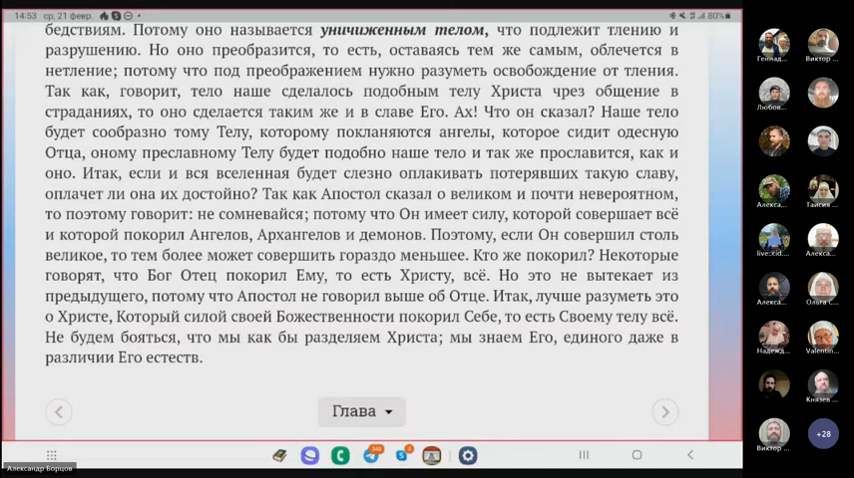 14:53 ср, 21 февр.
80%
бедствиям. Потому оно называется уничиженным телом, что подлежит тлению и
разрушению. Но оно преобразится, то есть, оставаясь тем же самым, облечется в
нетление; потому что под преображением нужно разуметь освобождение от тления.
Так как, говорит, тело наше сделалось подобным телу Христа чрез общение в
страданиях, то оно сделается таким же и в славе Его. Ах! Что он сказал? Наше тело
будет сообразно тому Телу, которому покланяются ангелы, которое сидит одесную
Отца, оному преславному Телу будет подобно наше тело и так же прославится, как и
оно. Итак, если и вся вселенная будет слезно оплакивать потерявших такую славу,
оплачет ли она их достойно? Так как Апостол сказал о великом и почти невероятном,
то поэтому говорит: не сомневайся; потому что Он имеет силу, которой совершает всё
и которой покорил Ангелов, Архангелов и демонов. Поэтому, если Он совершил столь
великое, то тем более может совершить гораздо меньшее. Кто же покорил? Некоторые
говорят, что Бог Отец покорил Ему, то есть Христу, всё. Но это не вытекает из
предыдущего, потому что Апостол не говорил выше об Отце. Итак, лучше разуметь это
о Христе, Который силой своей Божественности покорил Себе, то есть Своему телу всё.
Не будем бояться, что мы как бы разделяем Христа; мы знаем Его, единого даже в
различии Его естеств.
Глава
Александр Борцов
Геннад...
Виктор ...
Любов...
Алекса...
Таисия ...
live:.cid....
Алекса...
Алекса...
Ольга С...
Надежд...
Valentin...
Князев ...
Виктор ...
+28